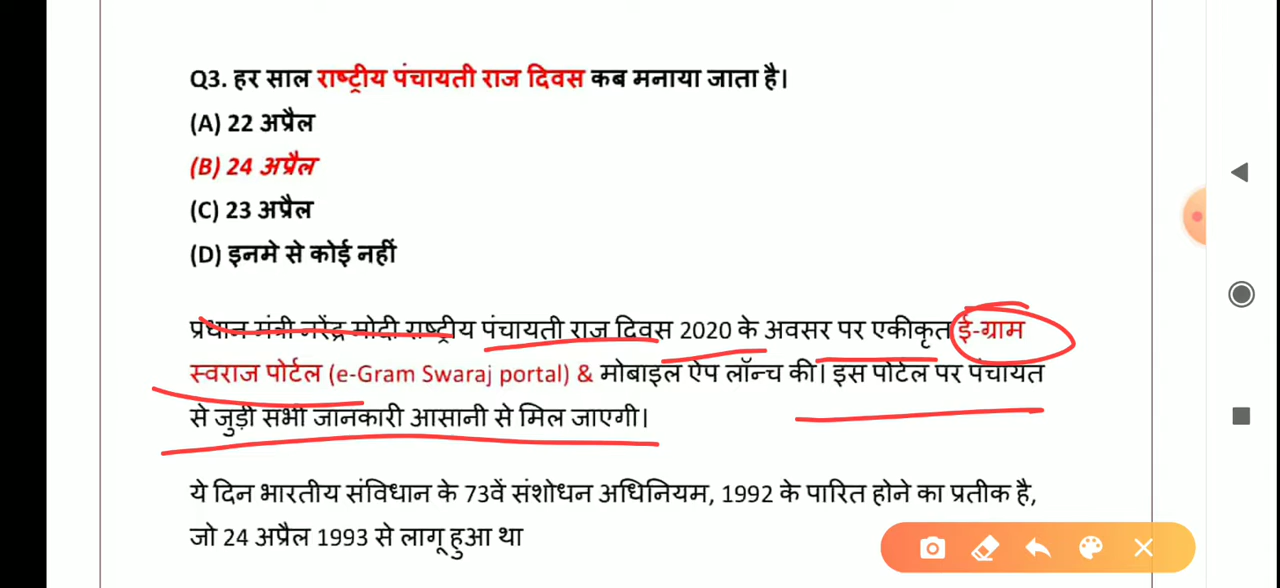 Q3. हर साल राष्ट्रीय पंचायती राज दिवस कब मनाया जाता है।
(A) 22 अप्रैल
(B) 24 अप्रैल
(C) 23 अप्रैल
(D) इनमे से कोई नहीं
प्रधान मंत्री नरेंद्र मोदी राष्ट्रीय पंचायती राज दिवस 2020 के अवसर पर एकीकृत ई-ग्राम
स्वराज पोर्टल (e-Gram Swaraj portal) & मोबाइल ऐप लॉन्च की। इस पोर्टल पर पंचायत
से जुड़ी सभी जानकारी आसानी से मिल जाएगी।
ये दिन भारतीय संविधान के 73वें संशोधन अधिनियम, 1992 के पारित होने का प्रतीक है,
जो 24 अप्रैल 1993 से लागू हुआ था